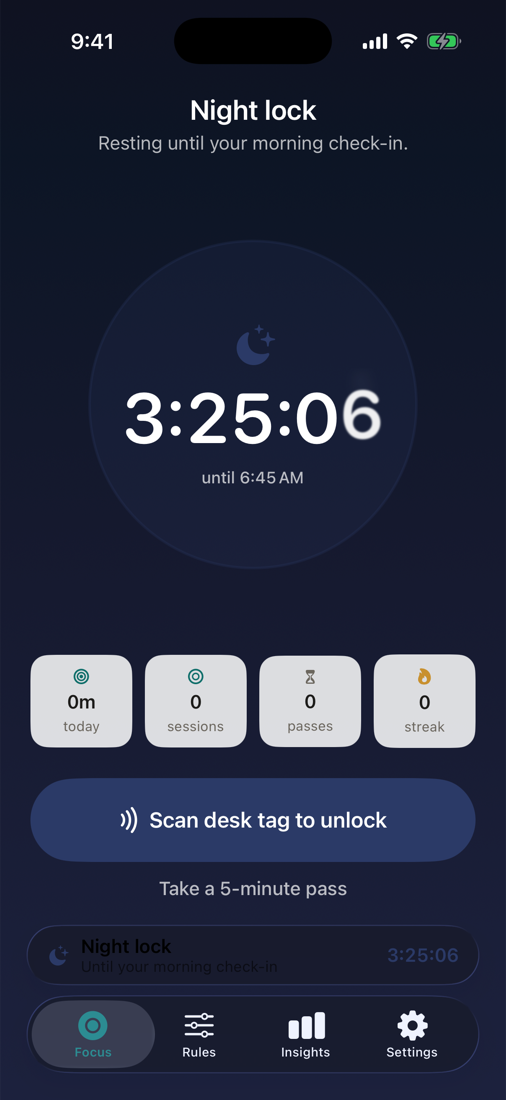 9:41
Night lock
Resting until your morning check-in.
3:25:06
until 6:45 AM
0m
today
0
sessions
0
passes
0
streak
Scan desk tag to unlock
Take a 5-minute pass
Night lock
Until your morning check-in
3:25:06
Focus
Rules
Insights
Settings